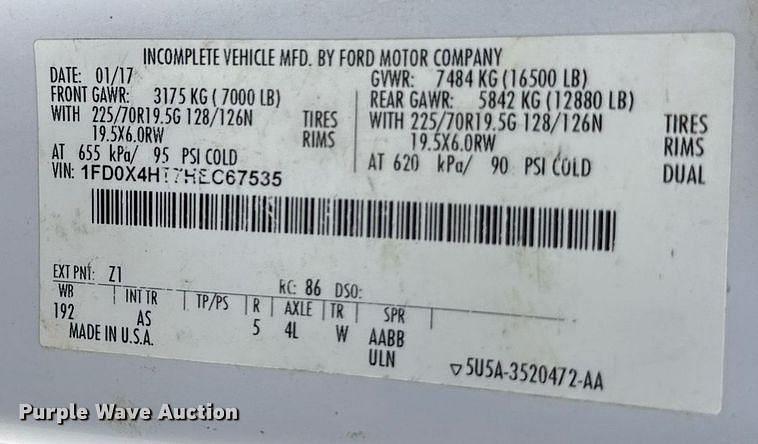 INCOMPLETE VEHICLE MFD. BY FORD MOTOR COMPANY
DATE: 01/17 GVWR: 7484 KG (16500 LB)
FRONT GAWR: 3175 KG ( 7000 LB) REAR GAWR: 5842 KG (12880 LB)
WITH 225/70R19.5G 128/126N TIRES WITH 225/70R19.5G 128/126N TIRES
19.5X6.0RW RIMS 19.5X6.0RW RIMS
AT 655 kPa/ 95 PSI COLD AT 620 kPa/ 90 PSI COLD DUAL
VIN: 1FD0X4HT7HEC67535
EXT PNT: Z1 RC: 86 DSO:
WB INT TR TP/PS R AXLE TR SPR
192 AS 5 4L W AABB
MADE IN U.S.A. ULN
5U5A-3520472-AA
Purple Wave Auction